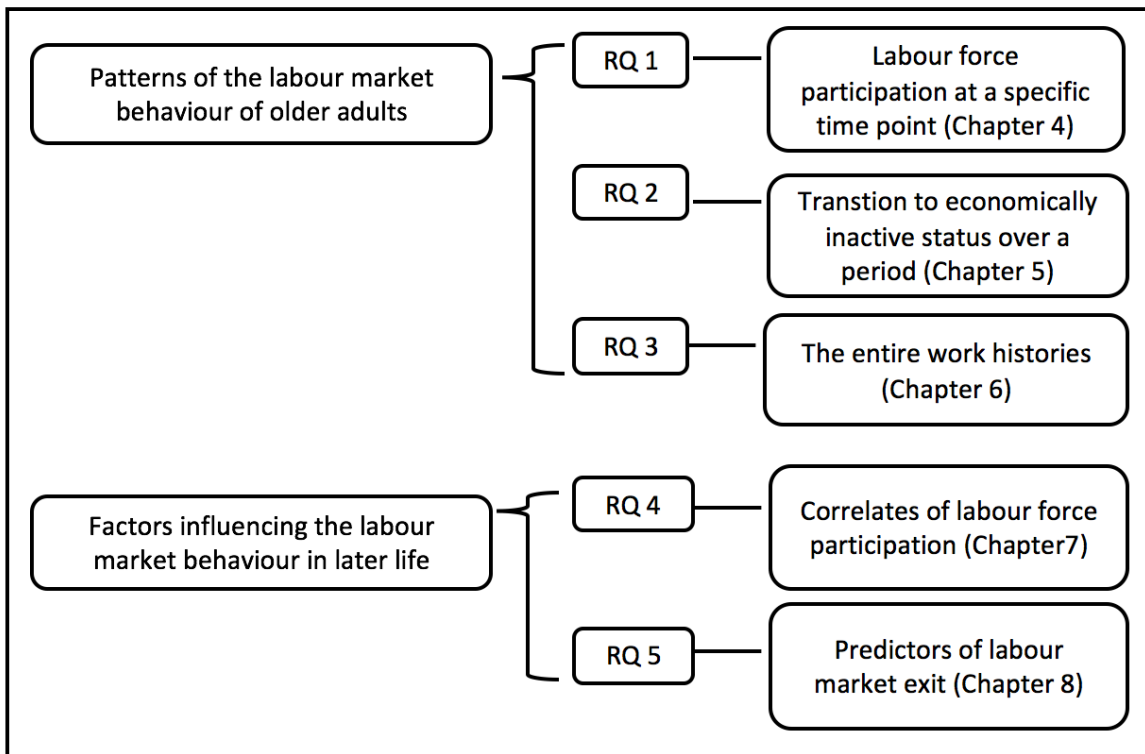 Patterns of the labour market
behaviour of older adults
RQ 1
Labour force
participation at a specific
time point (Chapter 4)
RQ 2
Transtion to economically
inactive status over a
period (Chapter 5)
RQ 3
The entire work histories
(Chapter 6)
Factors influencing the labour
market behaviour in later life
RQ 4
Correlates of labour force
participation (Chapter7)
RQ 5
Predictors of labour
market exit (Chapter 8)